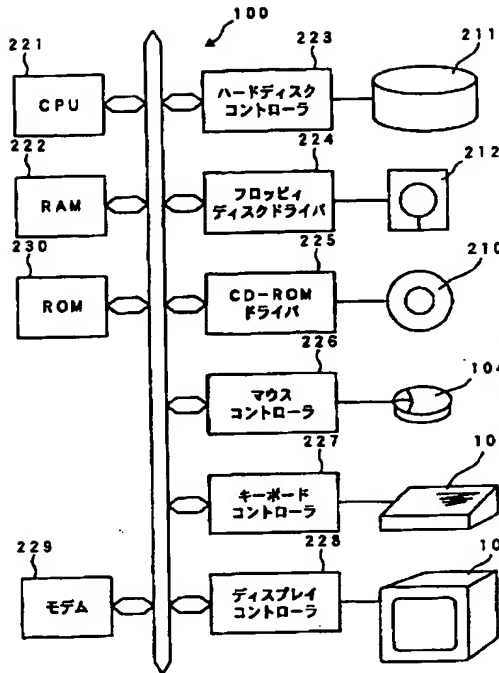 100
221
CPU
223
ハードディスク
コントローラ
211
222
RAM
224
フロッピィ
ディスクドライバ
212
230
ROM
225
CD-ROM
ドライバ
210
226
マウス
コントローラ
104
227
キーボード
コントローラ
10
229
モデム
228
ディスプレイ
コントローラ
10